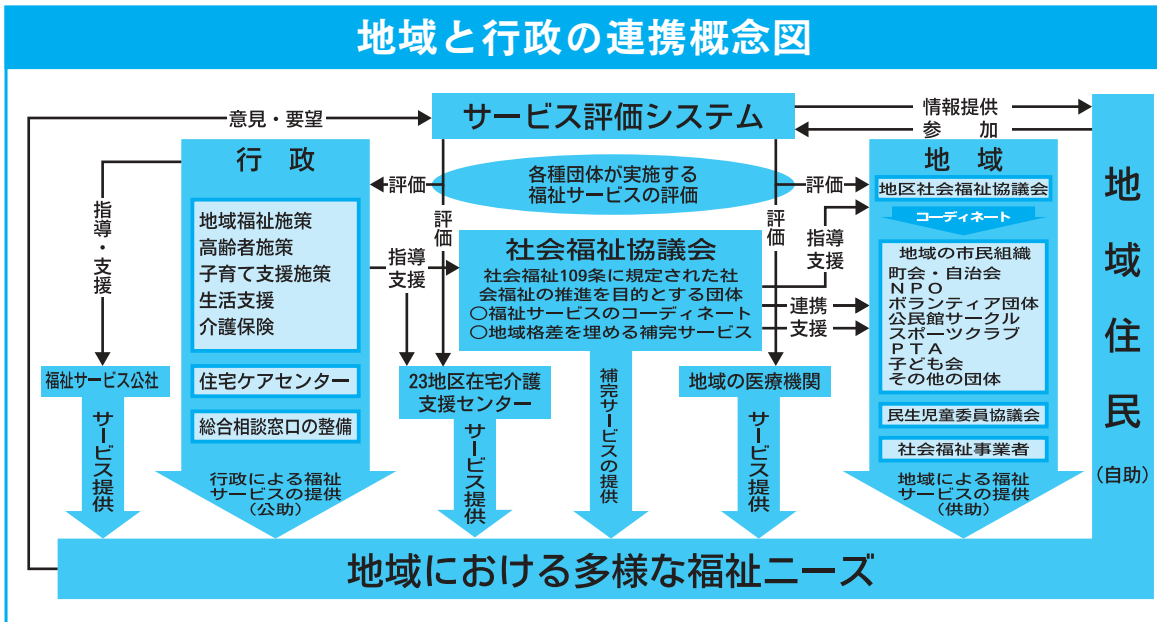 地域と行政の連携概念図
意見・要望
サービス評価システム
情報提供
参加
行政
各種団体が実施する
福祉サービスの評価
評価
評価
評価
評価
地域
地区社会福祉協議会
コーディネート
地域住民
(自助)
指導・支援
地域福祉施策
高齢者施策
子育て支援施策
生活支援
介護保険
指導
支援
社会福祉協議会
社会福祉109条に規定された社
会福祉の推進を目的とする団体
○福祉サービスのコーディネート
○地域格差を埋める補完サービス
指導
支援
連携
支援
地域の市民組織
町会・自治会
NPO
ボランティア団体
公民館サークル
スポーツクラブ
PTA
子ども会
その他の団体
福祉サービス公社
住宅ケアセンター
総合相談窓口の整備
23地区在宅介護
支援センター
地域の医療機関
民生児童委員協議会
社会福祉事業者
サービス提供
行政による福祉
サービスの提供
(公助)
サービス提供
補完サービスの提供
サービス提供
地域による福祉
サービスの提供
(供助)
地域における多様な福祉ニーズ